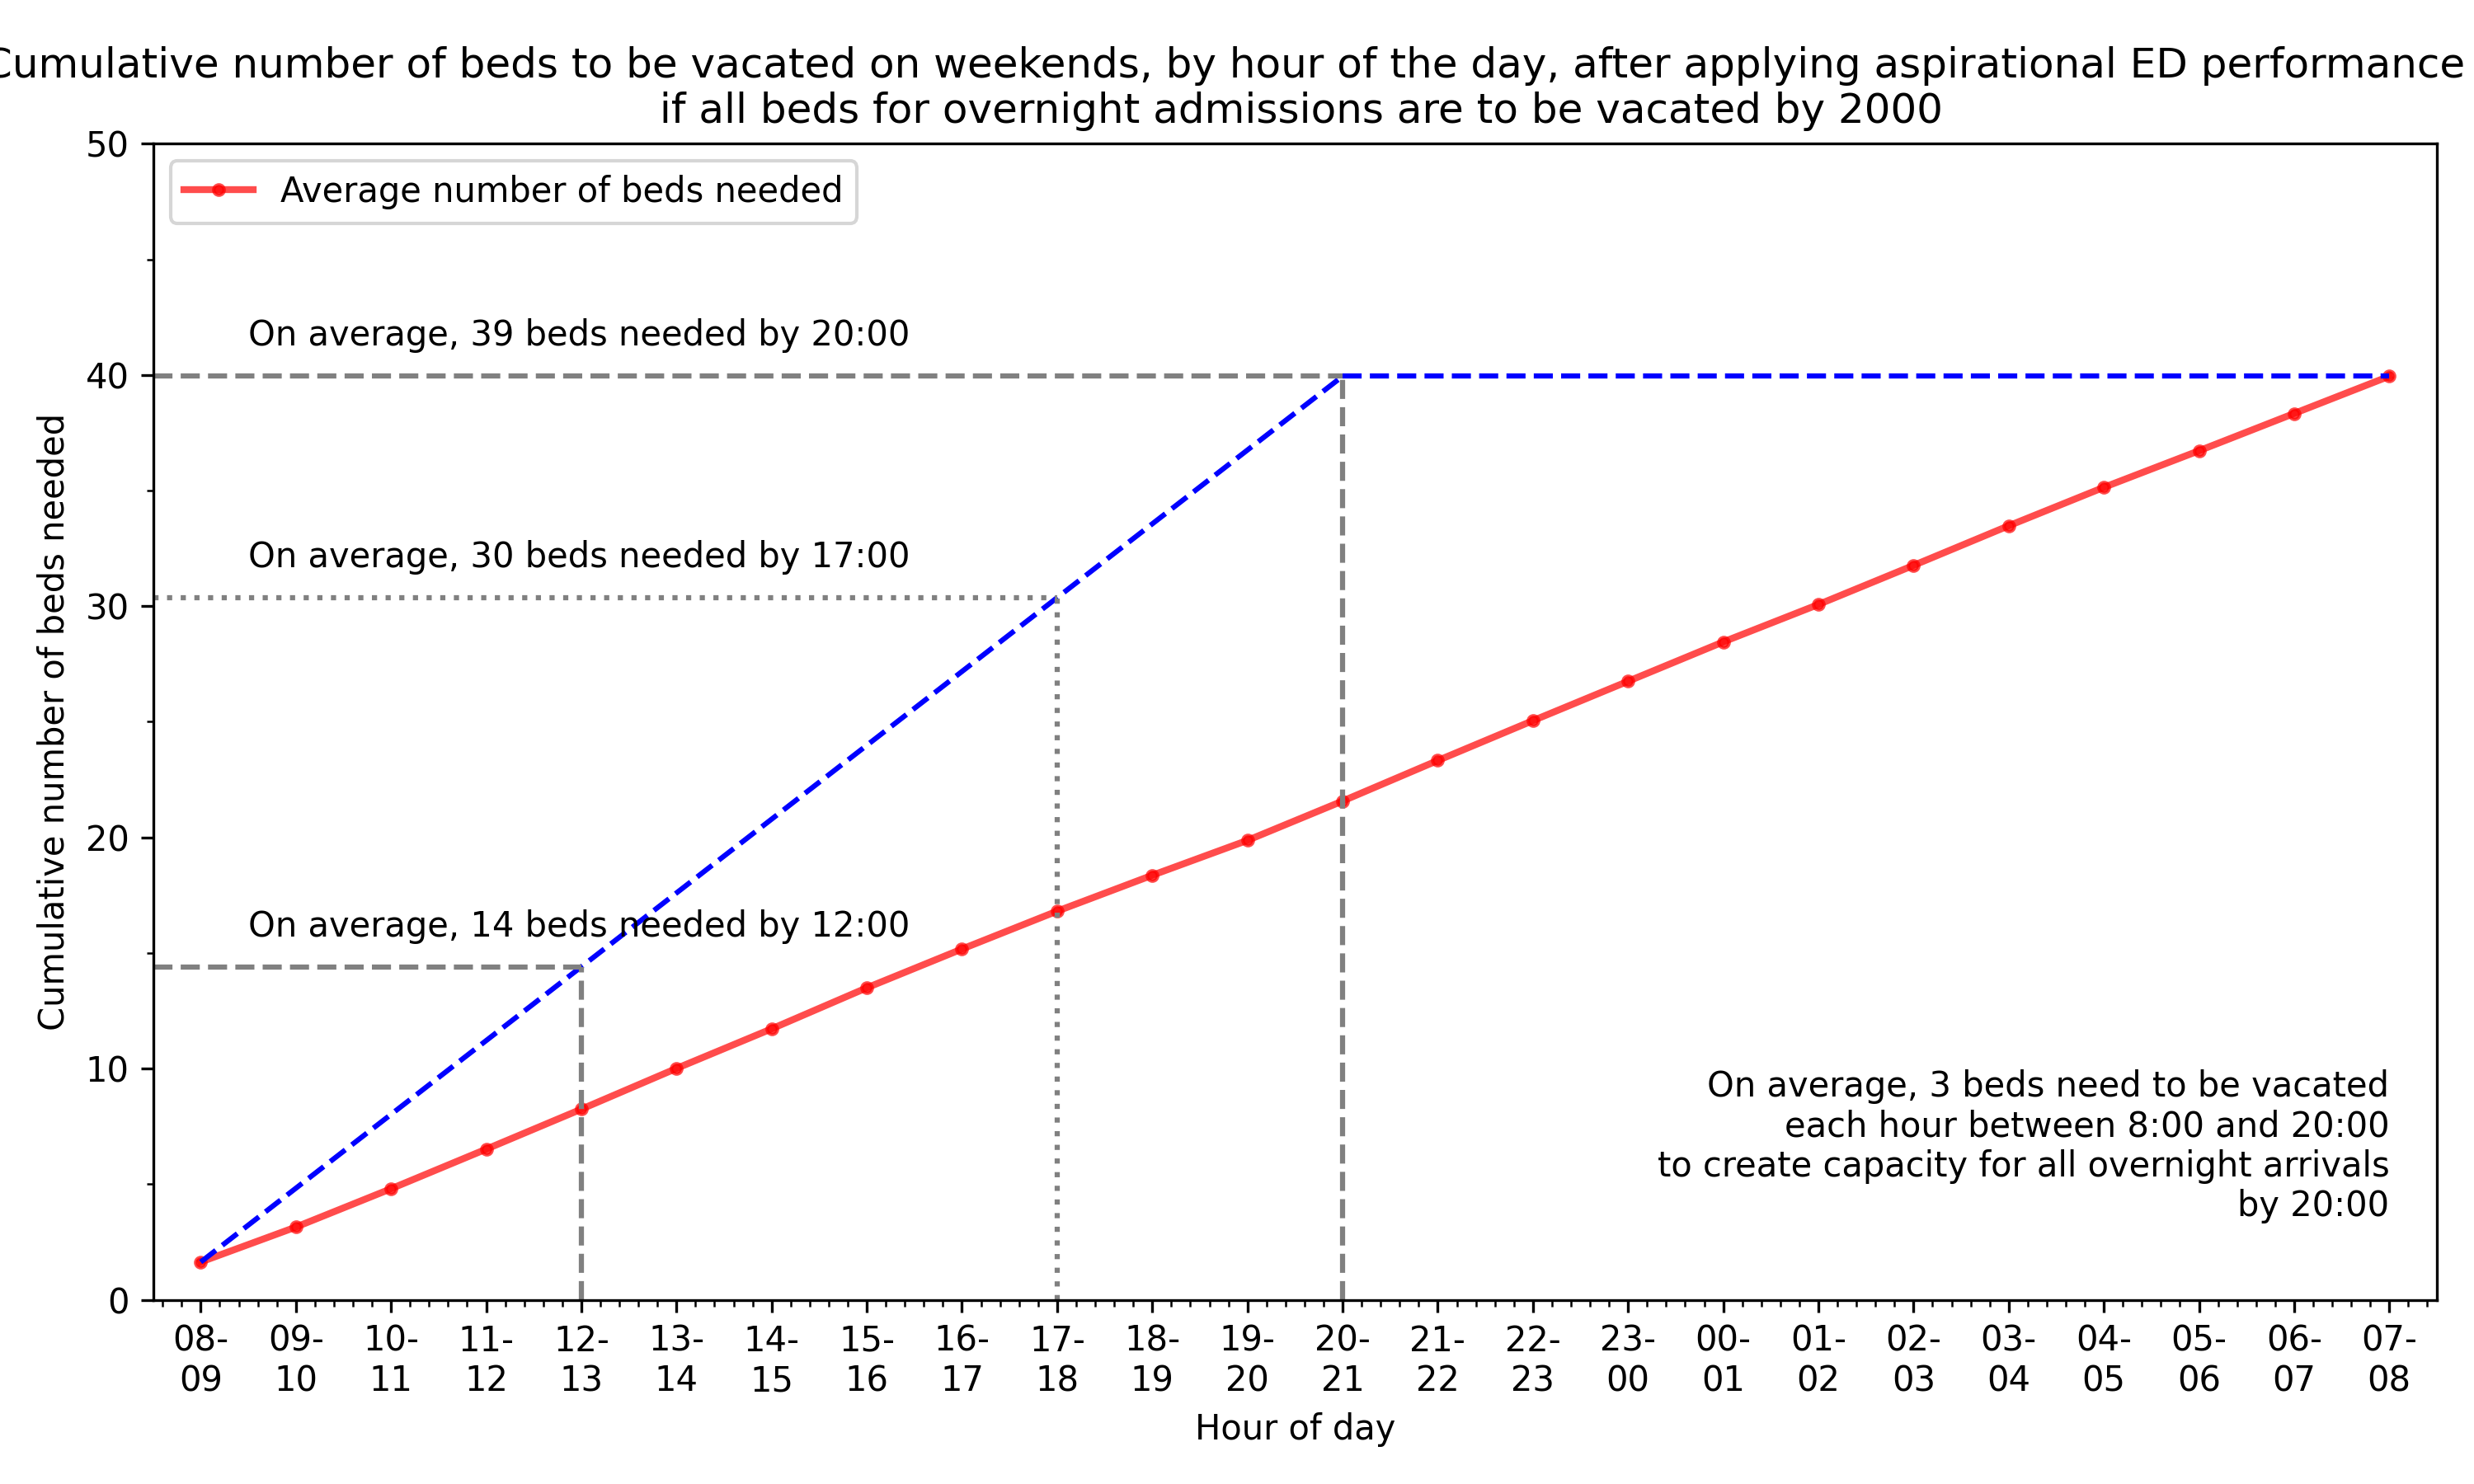 Cumulative number of beds to be vacated on weekends, by hour of the day, after applying aspirational ED performance
if all beds for overnight admissions are to be vacated by 2000
Average number of beds needed
50
40
30
20
10
0
Cumulative number of beds needed
On average, 39 beds needed by 20:00
On average, 30 beds needed by 17:00
On average, 14 beds needed by 12:00
On average, 3 beds need to be vacated
each hour between 8:00 and 20:00
to create capacity for all overnight arrivals
by 20:00
08- 09- 10- 11- 12- 13- 14- 15- 16- 17- 18- 19- 20- 21- 22- 23- 00- 01- 02- 03- 04- 05- 06- 07-
09 10 11 12 13 14 15 16 17 18 19 20 21 22 23 00 01 02 03 04 05 06 07 08
Hour of day